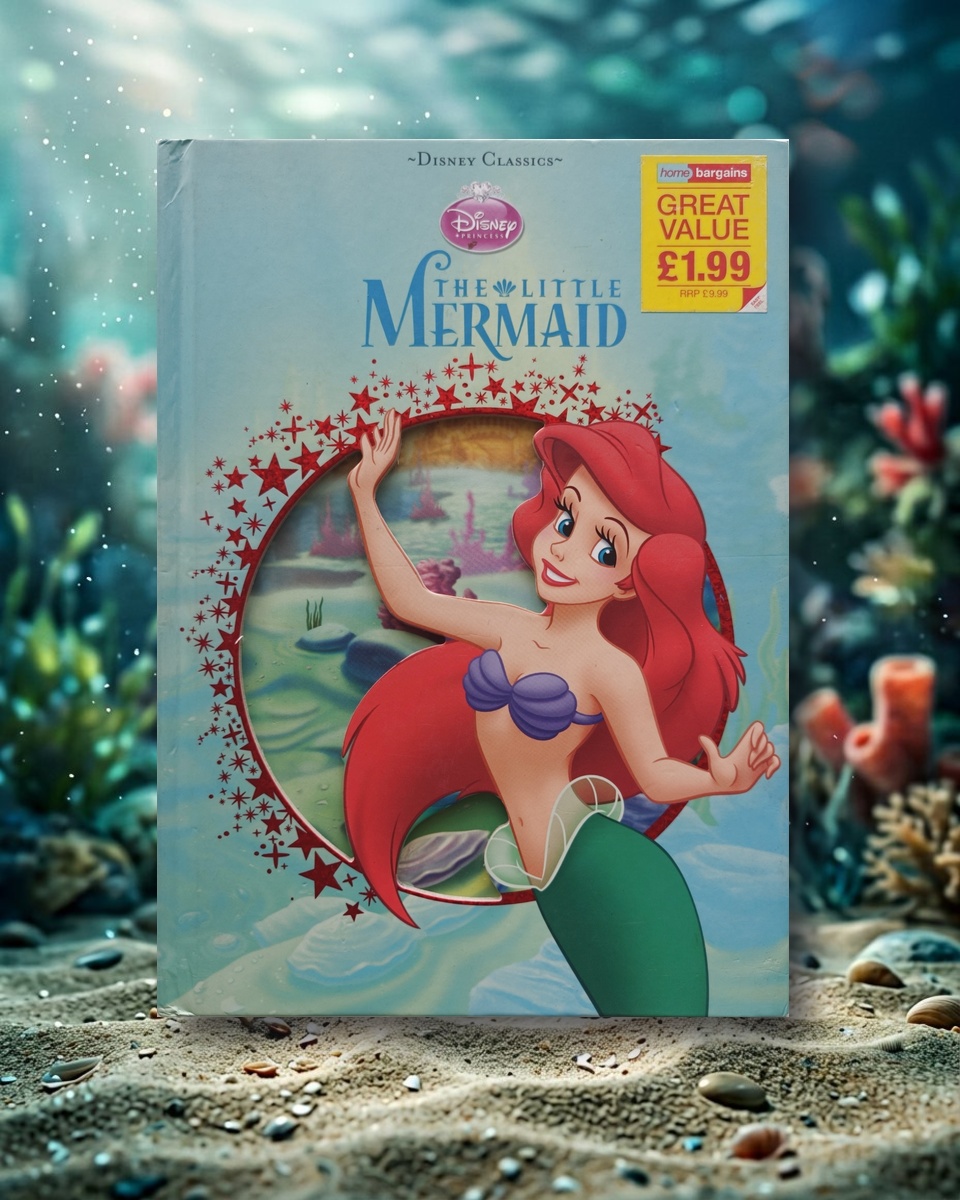 ~Disney Classics~
Disney
PRINCESS
THE LITTLE
MERMAID
home bargains
GREAT
VALUE
£1.99
RRP £9.99